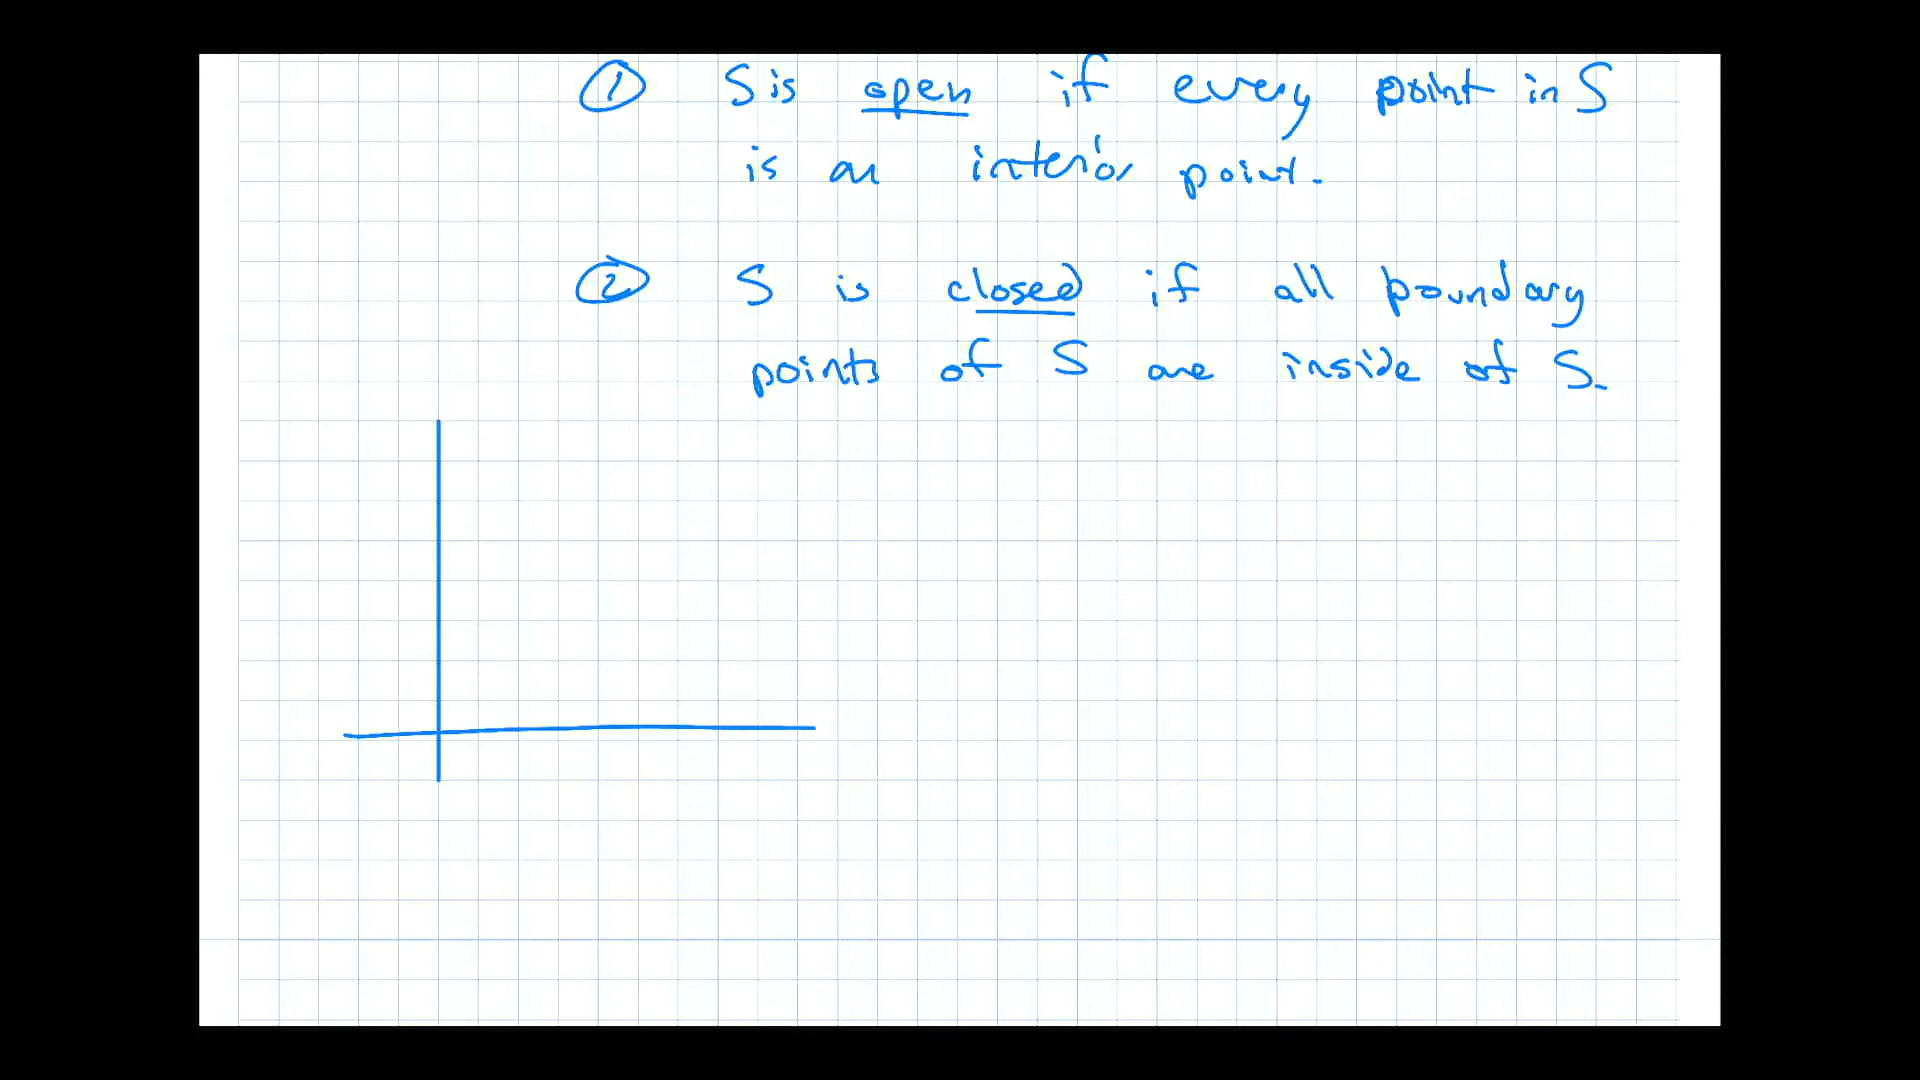 ① S is open if every point in S
is an interior point.
② S is closed if all boundary
points of S are inside of S.